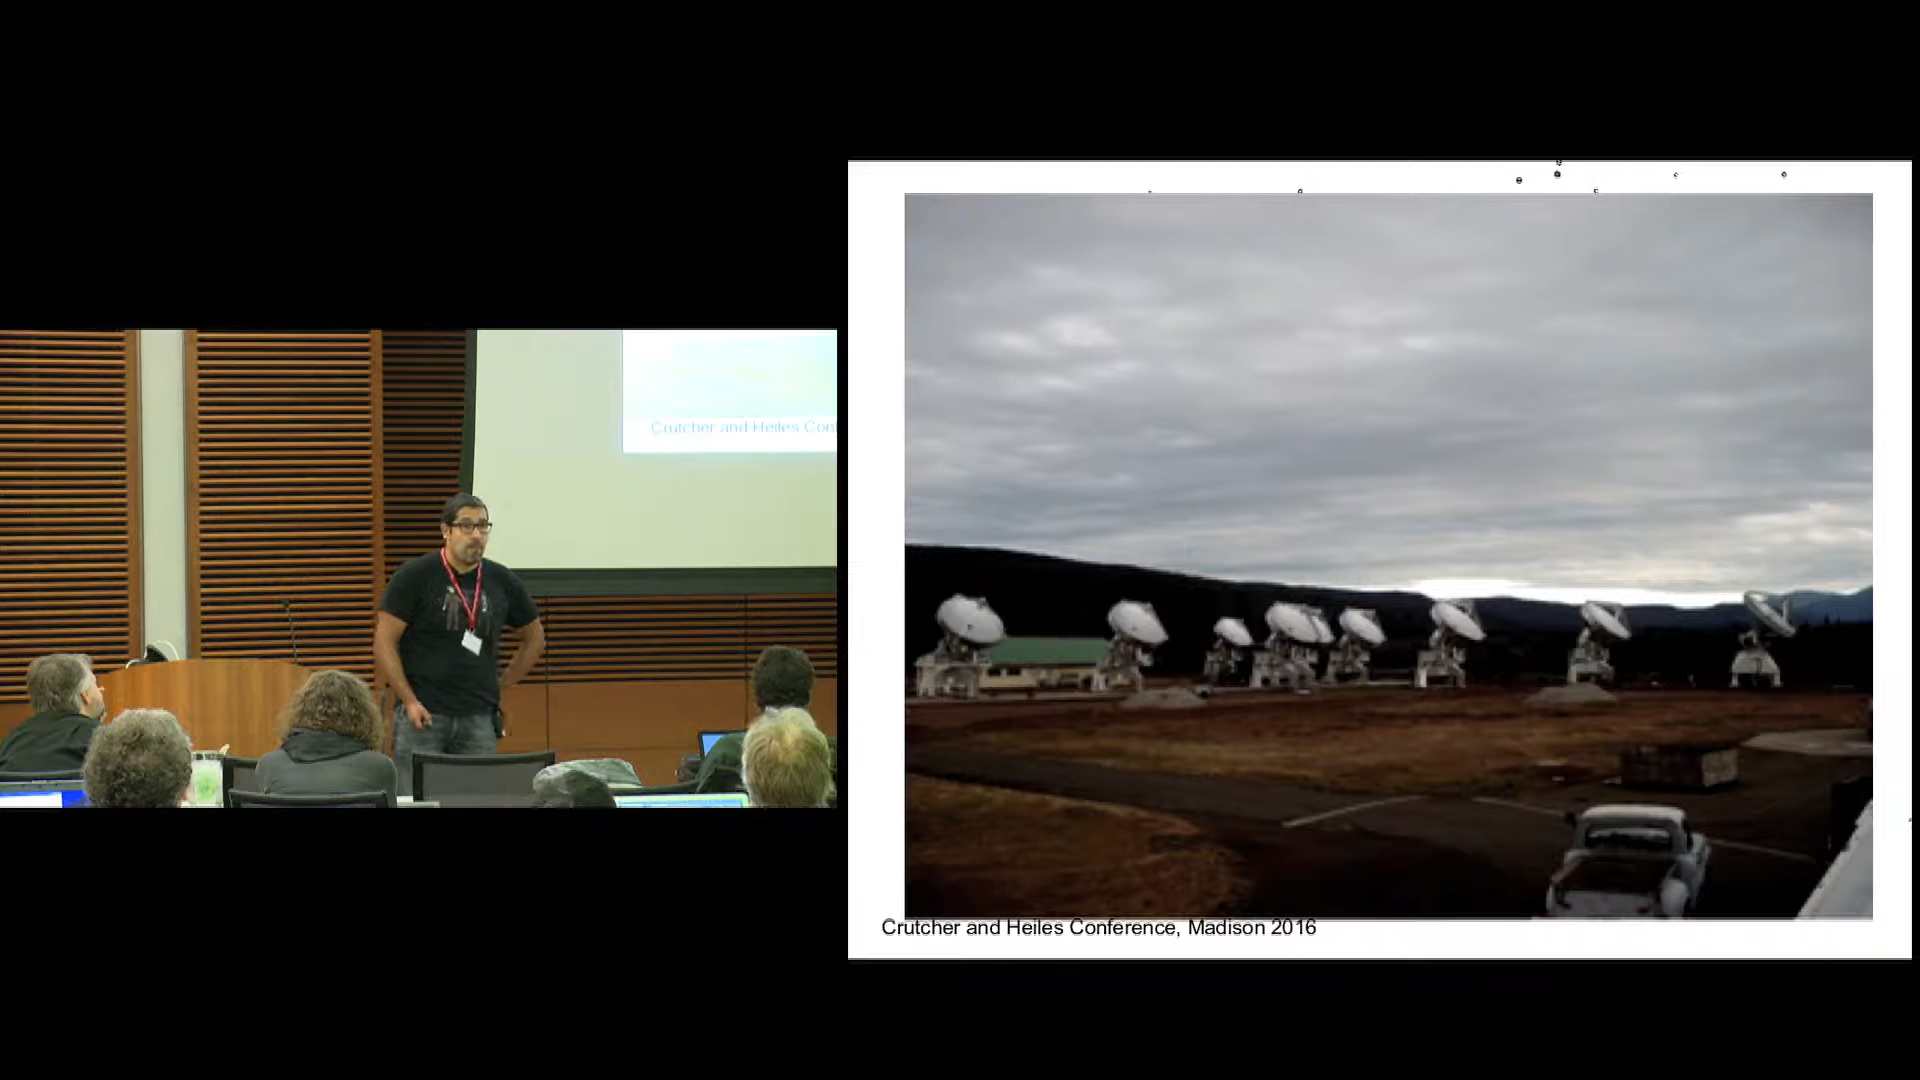 Crutcher and Heiles Con
Crutcher and Heiles Conference, Madison 2016